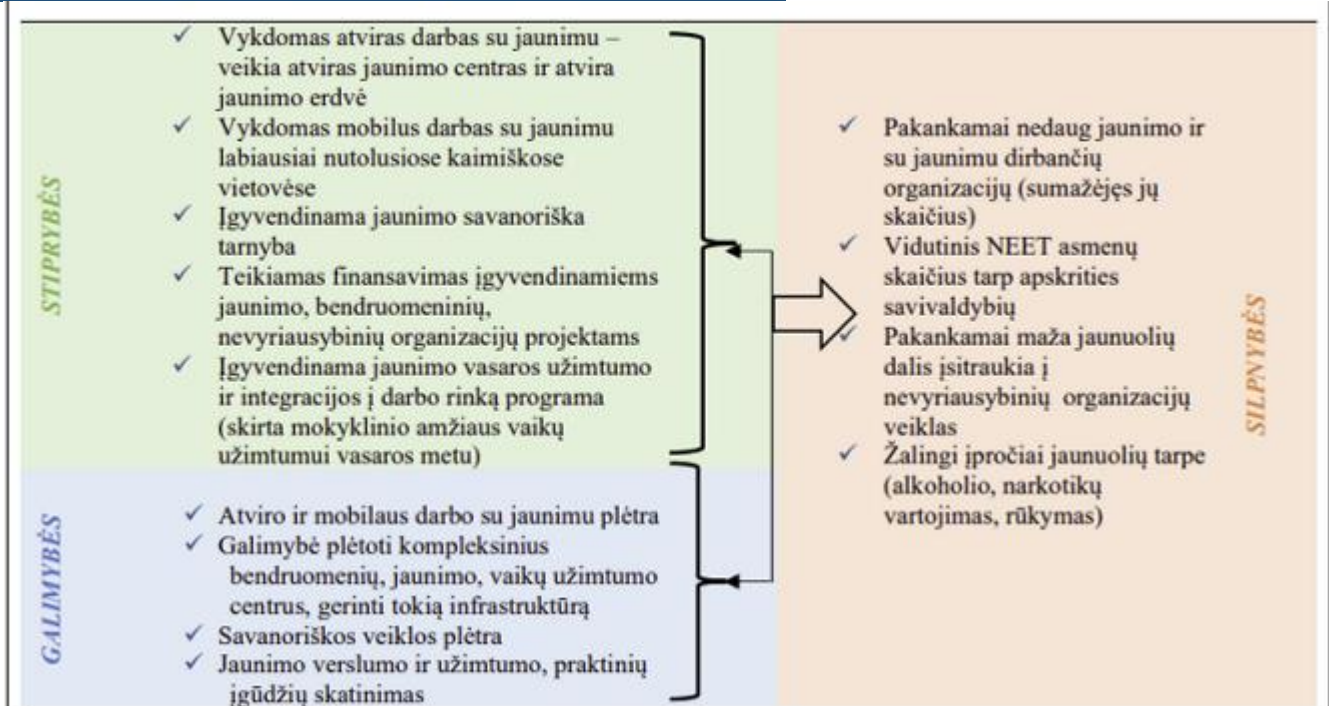 STIPRYBĖS
✓ Vykdomas atviras darbas su jaunimu –
veikia atviras jaunimo centras ir atvira
jaunimo erdvė
✓ Vykdomas mobilus darbas su jaunimu
labiausiai nutolusiose kaimiškose
vietovėse
✓ Įgyvendinama jaunimo savanoriška
tarnyba
✓ Teikiamas finansavimas įgyvendinamiems
jaunimo, bendruomeninių,
nevyriausybinių organizacijų projektams
✓ Įgyvendinama jaunimo vasaros užimtumo
ir integracijos į darbo rinką programa
(skirta mokyklinio amžiaus vaikų
užimtumui vasaros metu)
GALIMYBĖS
✓ Atviro ir mobilaus darbo su jaunimu plėtra
✓ Galimybė plėtoti kompleksinius
bendruomenių, jaunimo, vaikų užimtumo
centrus, gerinti tokią infrastruktūrą
✓ Savanoriškos veiklos plėtra
✓ Jaunimo verslumo ir užimtumo, praktinių
įgūdžių skatinimas
SILPNYBĖS
✓ Pakankamai nedaug jaunimo ir
su jaunimu dirbančių
organizacijų (sumažėjęs jų
skaičius)
✓ Vidutinis NEET asmenų
skaičius tarp apskrities
savivaldybių
✓ Pakankamai maža jaunuolių
dalis įsitraukia į
nevyriausybinių organizacijų
veiklas
✓ Žalingi įpročiai jaunuolių tarpe
(alkoholio, narkotikų
vartojimas, rūkymas)